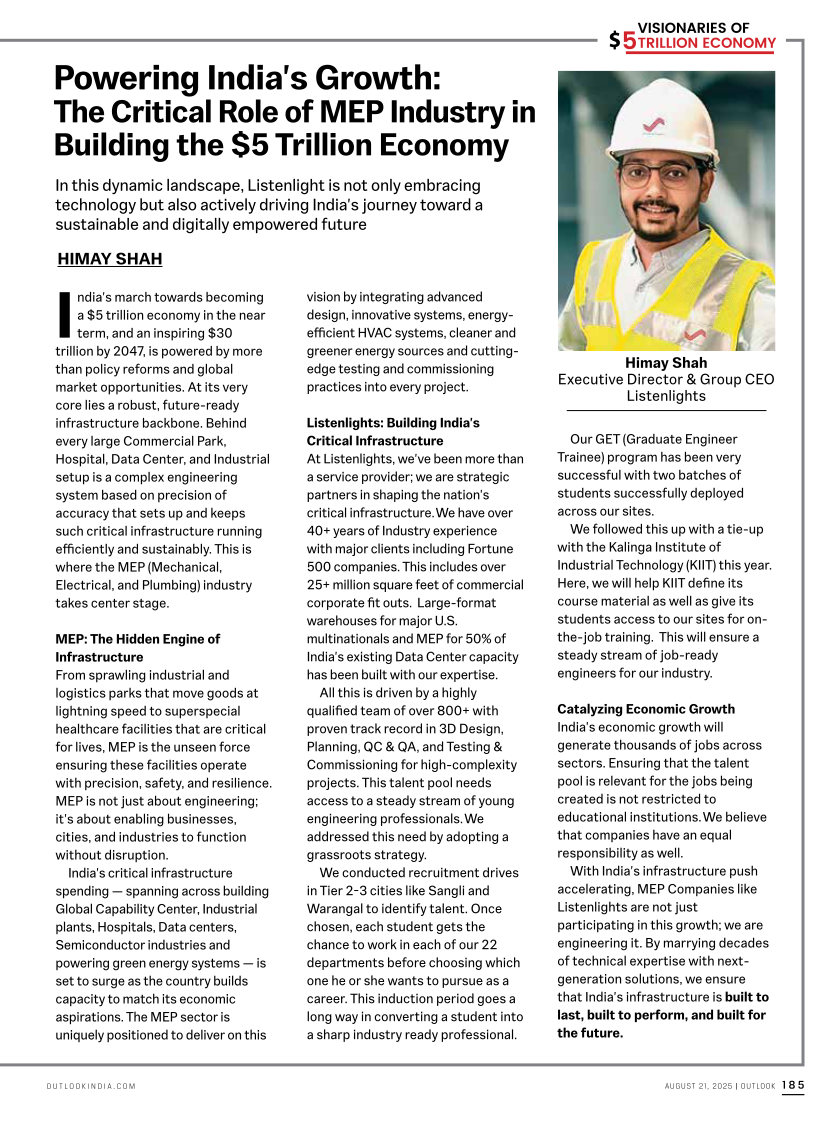 VISIONARIES OF
$5 TRILLION ECONOMY
Powering India's Growth:
The Critical Role of MEP Industry in
Building the $5 Trillion Economy
In this dynamic landscape, Listenlight is not only embracing
technology but also actively driving India's journey toward a
sustainable and digitally empowered future
HIMAY SHAH
India's march towards becoming
a $5 trillion economy in the near
term, and an inspiring $30
trillion by 2047, is powered by more
than policy reforms and global
market opportunities. At its very
core lies a robust, future-ready
infrastructure backbone. Behind
every large Commercial Park,
Hospital, Data Center, and Industrial
setup is a complex engineering
system based on precision of
accuracy that sets up and keeps
such critical infrastructure running
efficiently and sustainably. This is
where the MEP (Mechanical,
Electrical, and Plumbing) industry
takes center stage.
MEP: The Hidden Engine of
Infrastructure
From sprawling industrial and
logistics parks that move goods at
lightning speed to superspecial
healthcare facilities that are critical
for lives, MEP is the unseen force
ensuring these facilities operate
with precision, safety, and resilience.
MEP is not just about engineering;
it's about enabling businesses,
cities, and industries to function
without disruption.
India's critical infrastructure
spending — spanning across building
Global Capability Center, Industrial
plants, Hospitals, Data centers,
Semiconductor industries and
powering green energy systems — is
set to surge as the country builds
capacity to match its economic
aspirations. The MEP sector is
uniquely positioned to deliver on this
vision by integrating advanced
design, innovative systems, energy-
efficient HVAC systems, cleaner and
greener energy sources and cutting-
edge testing and commissioning
practices into every project.
Listenlights: Building India's
Critical Infrastructure
At Listenlights, we've been more than
a service provider; we are strategic
partners in shaping the nation's
critical infrastructure. We have over
40+ years of Industry experience
with major clients including Fortune
500 companies. This includes over
25+ million square feet of commercial
corporate fit outs. Large-format
warehouses for major U.S.
multinationals and MEP for 50% of
India's existing Data Center capacity
has been built with our expertise.
All this is driven by a highly
qualified team of over 800+ with
proven track record in 3D Design,
Planning, QC & QA, and Testing &
Commissioning for high-complexity
projects. This talent pool needs
access to a steady stream of young
engineering professionals. We
addressed this need by adopting a
grassroots strategy.
We conducted recruitment drives
in Tier 2-3 cities like Sangli and
Warangal to identify talent. Once
chosen, each student gets the
chance to work in each of our 22
departments before choosing which
one he or she wants to pursue as a
career. This induction period goes a
long way in converting a student into
a sharp industry ready professional.
Himay Shah
Executive Director & Group CEO
Listenlights
Our GET (Graduate Engineer
Trainee) program has been very
successful with two batches of
students successfully deployed
across our sites.
We followed this up with a tie-up
with the Kalinga Institute of
Industrial Technology (KIIT) this year.
Here, we will help KIIT define its
course material as well as give its
students access to our sites for on-
the-job training. This will ensure a
steady stream of job-ready
engineers for our industry.
Catalyzing Economic Growth
India's economic growth will
generate thousands of jobs across
sectors. Ensuring that the talent
pool is relevant for the jobs being
created is not restricted to
educational institutions. We believe
that companies have an equal
responsibility as well.
With India's infrastructure push
accelerating, MEP Companies like
Listenlights are not just
participating in this growth; we are
engineering it. By marrying decades
of technical expertise with next-
generation solutions, we ensure
that India's infrastructure is built to
last, built to perform, and built for
the future.
OUTLOOKINDIA.COM
AUGUST 21, 2025 | OUTLOOK 185